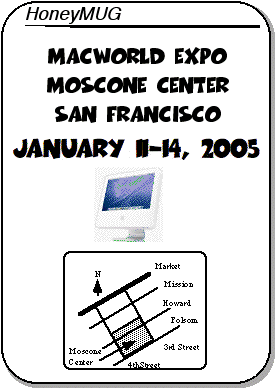 HoneyMUG
MACWORLD EXPO
MOSCONE CENTER
SAN FRANCISCO
JANUARY 11-14, 2005
N
Market
Mission
Howard
Folsom
3rd Street
Moscone
Center
4thStreet